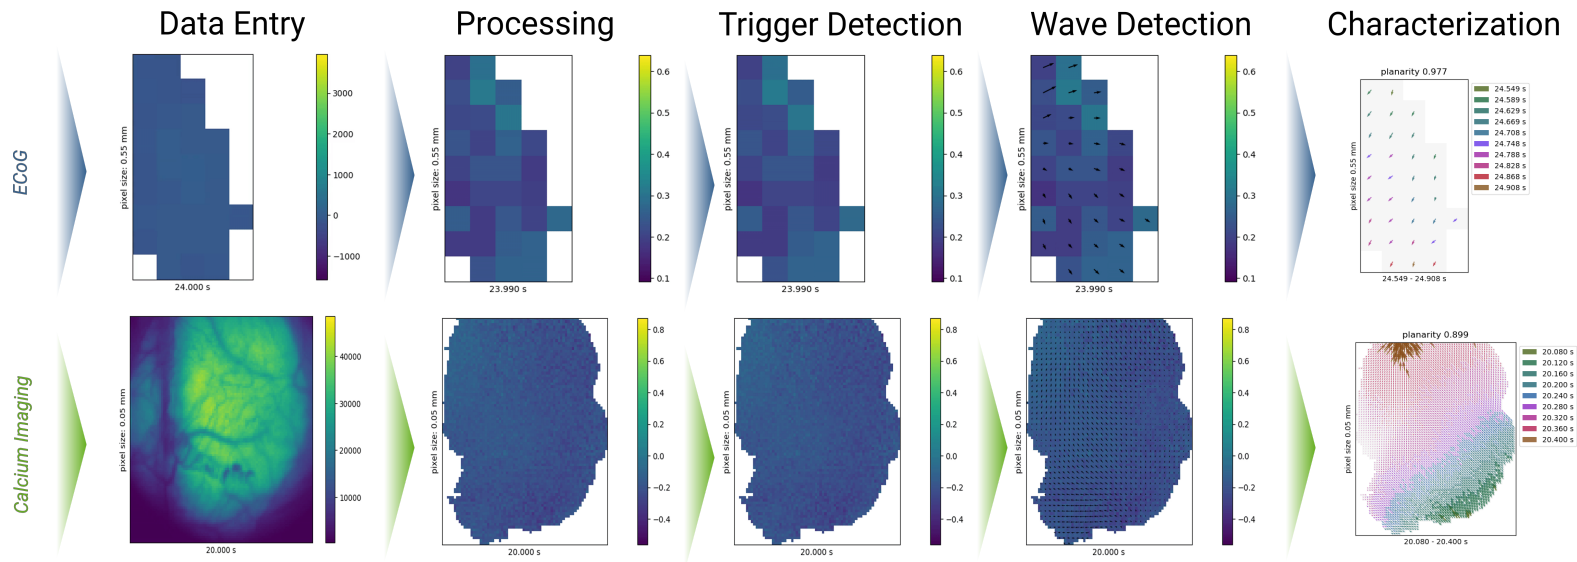 Data Entry
Processing
Trigger Detection
Wave Detection
Characterization
ECoG
pixel size: 0.55 mm
24.000 s
3000
2000
1000
0
−1000
pixel size: 0.55 mm
23.990 s
0.6
0.5
0.4
0.3
0.2
0.1
pixel size: 0.55 mm
23.990 s
0.6
0.5
0.4
0.3
0.2
0.1
pixel size: 0.55 mm
23.990 s
0.6
0.5
0.4
0.3
0.2
0.1
planarity 0.977
pixel size 0.55 mm
24.549 - 24.908 s
24.549 s
24.589 s
24.629 s
24.669 s
24.708 s
24.748 s
24.788 s
24.828 s
24.868 s
24.908 s
Calcium Imaging
pixel size: 0.05 mm
20.000 s
40000
30000
20000
10000
pixel size: 0.05 mm
20.000 s
0.8
0.6
0.4
0.2
0.0
−0.2
−0.4
pixel size: 0.05 mm
20.000 s
0.8
0.6
0.4
0.2
0.0
−0.2
−0.4
pixel size: 0.05 mm
20.000 s
0.8
0.6
0.4
0.2
0.0
−0.2
−0.4
planarity 0.899
pixel size 0.05 mm
20.080 - 20.400 s
20.080 s
20.120 s
20.160 s
20.200 s
20.240 s
20.280 s
20.320 s
20.360 s
20.400 s